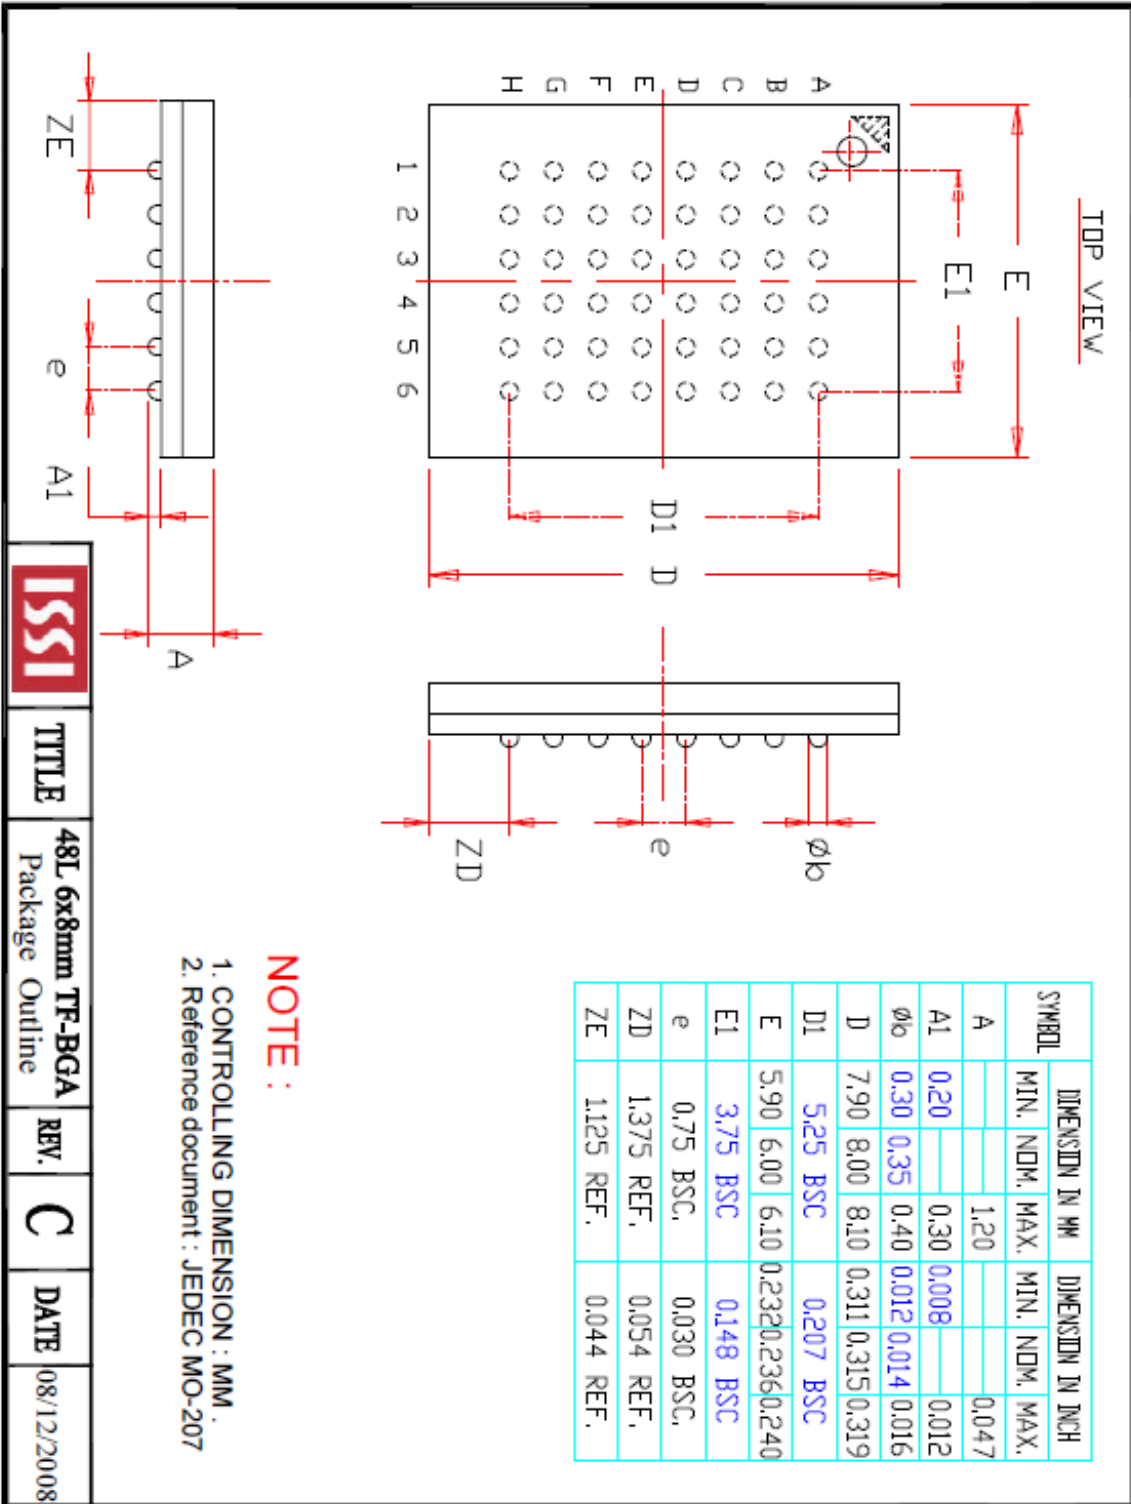 TOP VIEW
E
E1
A
B
C
D
E
F
G
H
1
2
3
4
5
6
D1
D
ZE
e
A1
A
Øb
e
ZD
SYMBOL DIMENSION IN MM DIMENSION IN INCH
MIN. NOM. MAX. MIN. NOM. MAX.
A 1.20 0.047
A1 0.20 0.30 0.008 0.012
Øb 0.30 0.35 0.40 0.012 0.014 0.016
D 7.90 8.00 8.10 0.311 0.315 0.319
D1 5.25 BSC 0.207 BSC
E 5.90 6.00 6.10 0.232 0.236 0.240
E1 3.75 BSC 0.148 BSC
e 0.75 BSC. 0.030 BSC.
ZD 1.375 REF. 0.054 REF.
ZE 1.125 REF. 0.044 REF.
NOTE :
1. CONTROLLING DIMENSION : MM .
2. Reference document : JEDEC MO-207
ISSI
TITLE
48L 6x8mm TF-BGA
Package Outline
REV.
C
DATE
08/12/2008